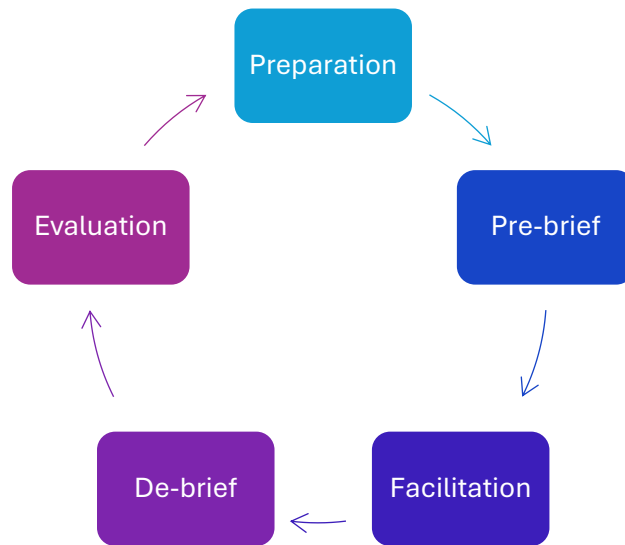 Preparation
Pre-brief
Facilitation
De-brief
Evaluation